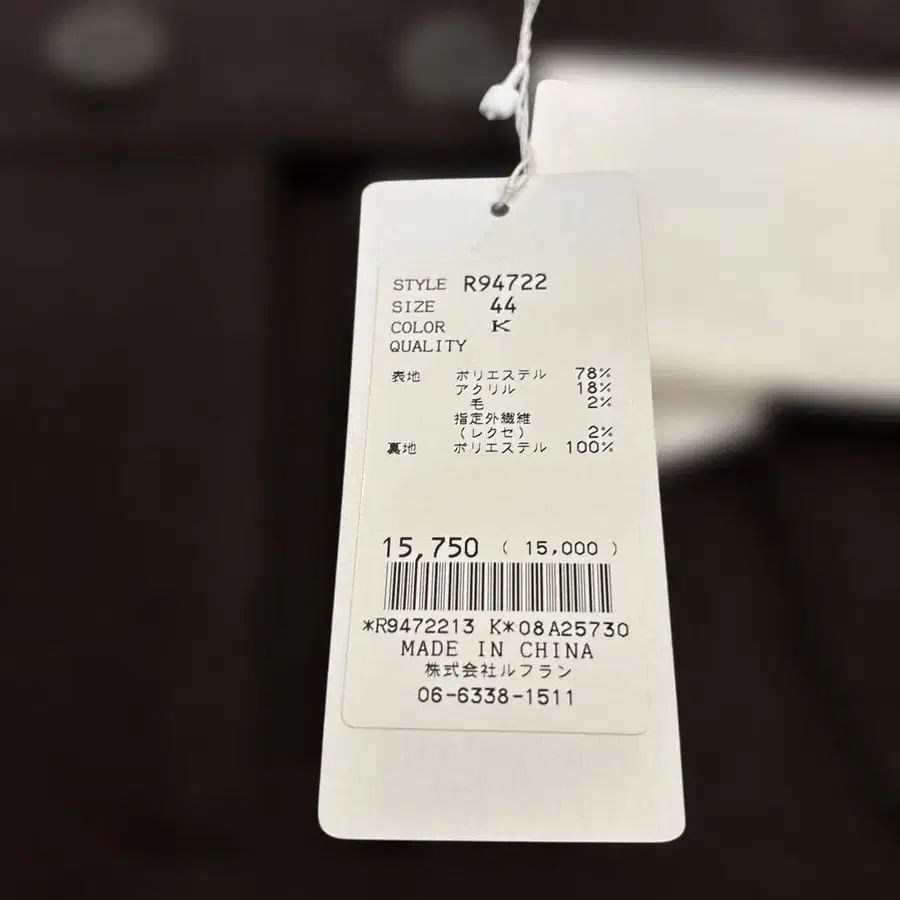 STYLE R94722
SIZE 44
COLOR K
QUALITY
表地 ポリエステル 78%
アクリル 18%
毛 2%
指定外繊維
(レクセ) 2%
裏地 ポリエステル 100%
15,750 ( 15,000 )
*R9472213 K*08A25730
MADE IN CHINA
株式会社ルフラン
06-6338-1511